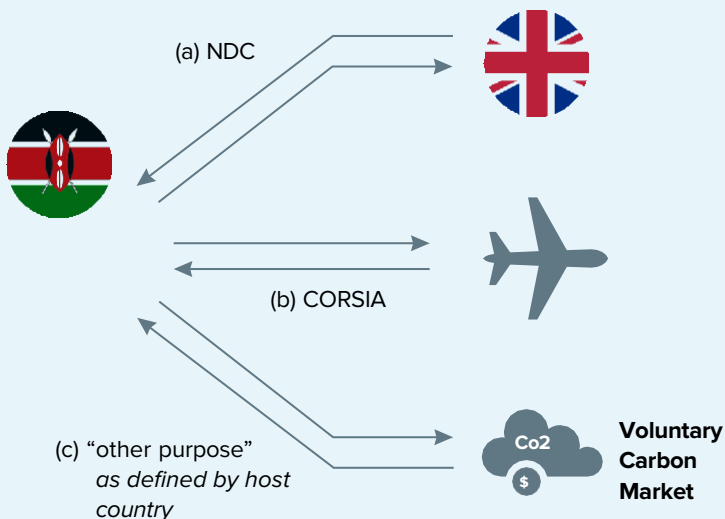 (a) NDC
(b) CORSIA
(c) “other purpose”
as defined by host
country
Co2
$
Voluntary
Carbon
Market